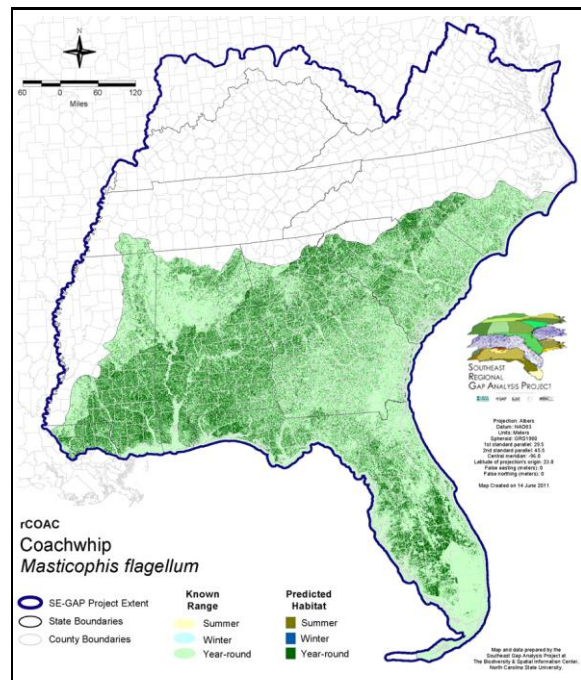 N
60 0 60 120
Miles
SOUTHEAST
REGIONAL
GAP ANALYSIS PROJECT
Projection: Albers
Datum: NAD83
Units: Meters
Spheroid: GRS1980
1st standard parallel: 29.5
2nd standard parallel: 45.5
Central meridian: -96.0
Latitude of projection's origin: 23.0
False easting (meters): 0
False northing (meters): 0
Map Created on 14 June 2011
rCOAC
Coachwhip
Masticophis flagellum
SE-GAP Project Extent
State Boundaries
County Boundaries
Known
Range
Summer
Winter
Year-round
Predicted
Habitat
Summer
Winter
Year-round
Map and data prepared by the
Southeast Gap Analysis Project at
The Biodiversity & Spatial Information Center,
North Carolina State University.